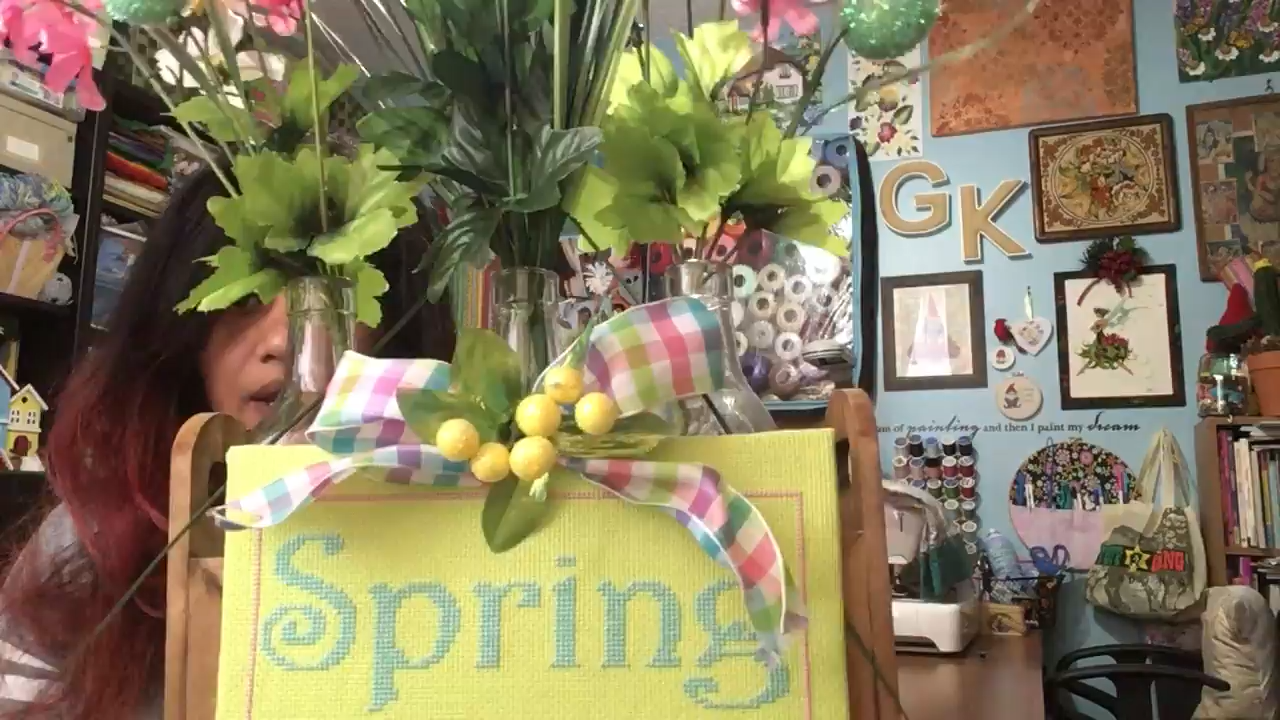 GK
of painting and then I paint my dream
Spring